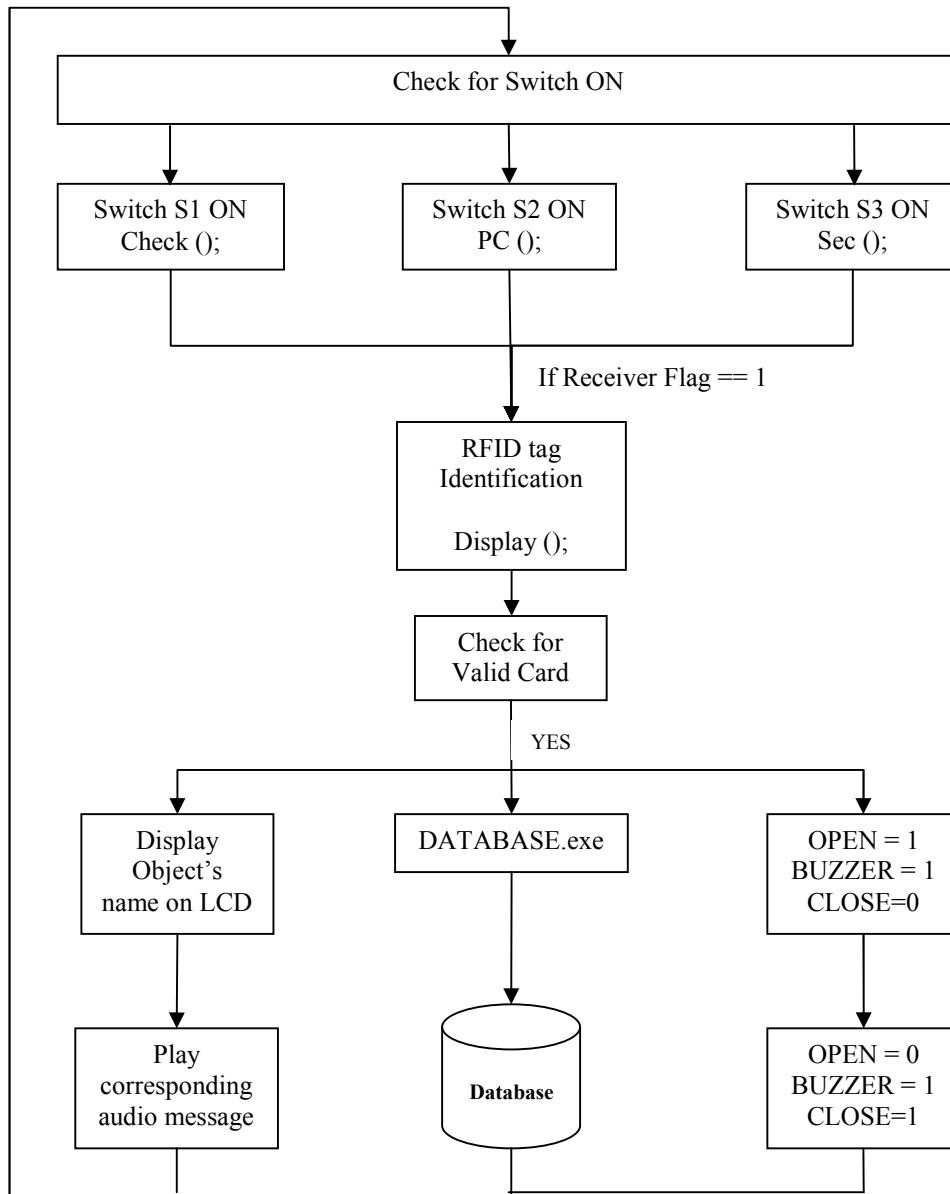 Check for Switch ON
Switch S1 ON
Check ();
Switch S2 ON
PC ();
Switch S3 ON
Sec ();
If Receiver Flag == 1
RFID tag
Identification
Display ();
Check for
Valid Card
YES
Display
Object’s
name on LCD
DATABASE.exe
OPEN = 1
BUZZER = 1
CLOSE=0
Play
corresponding
audio message
Database
OPEN = 0
BUZZER = 1
CLOSE=1